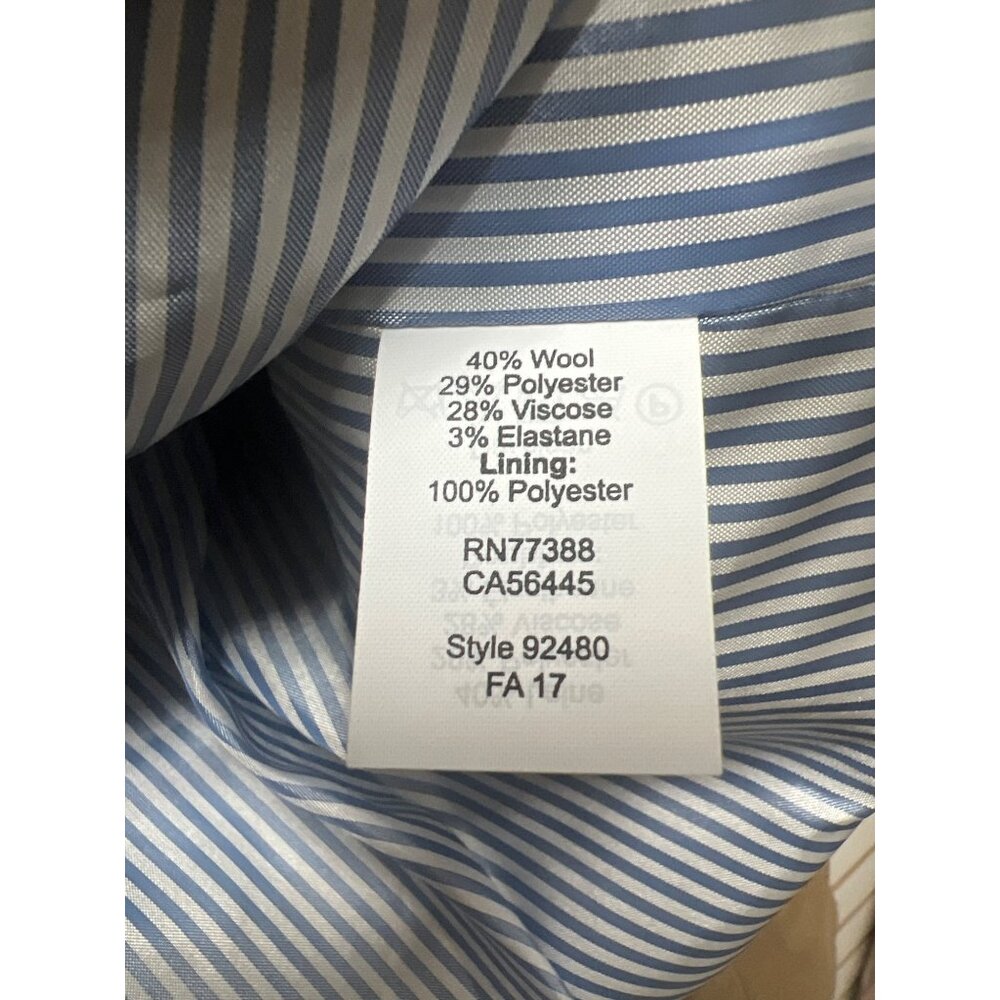 40% Wool
29% Polyester
28% Viscose
3% Elastane
Lining:
100% Polyester
RN77388
CA56445
Style 92480
FA 17